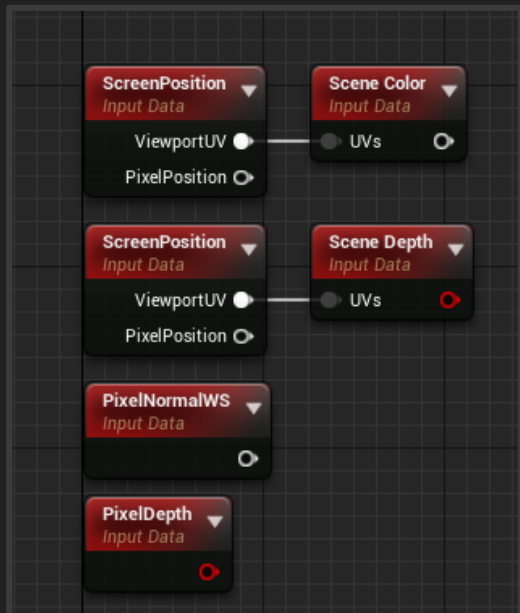 ScreenPosition
Input Data
ViewportUV
PixelPosition
Scene Color
Input Data
UVs
ScreenPosition
Input Data
ViewportUV
PixelPosition
Scene Depth
Input Data
UVs
PixelNormalWS
Input Data
PixelDepth
Input Data